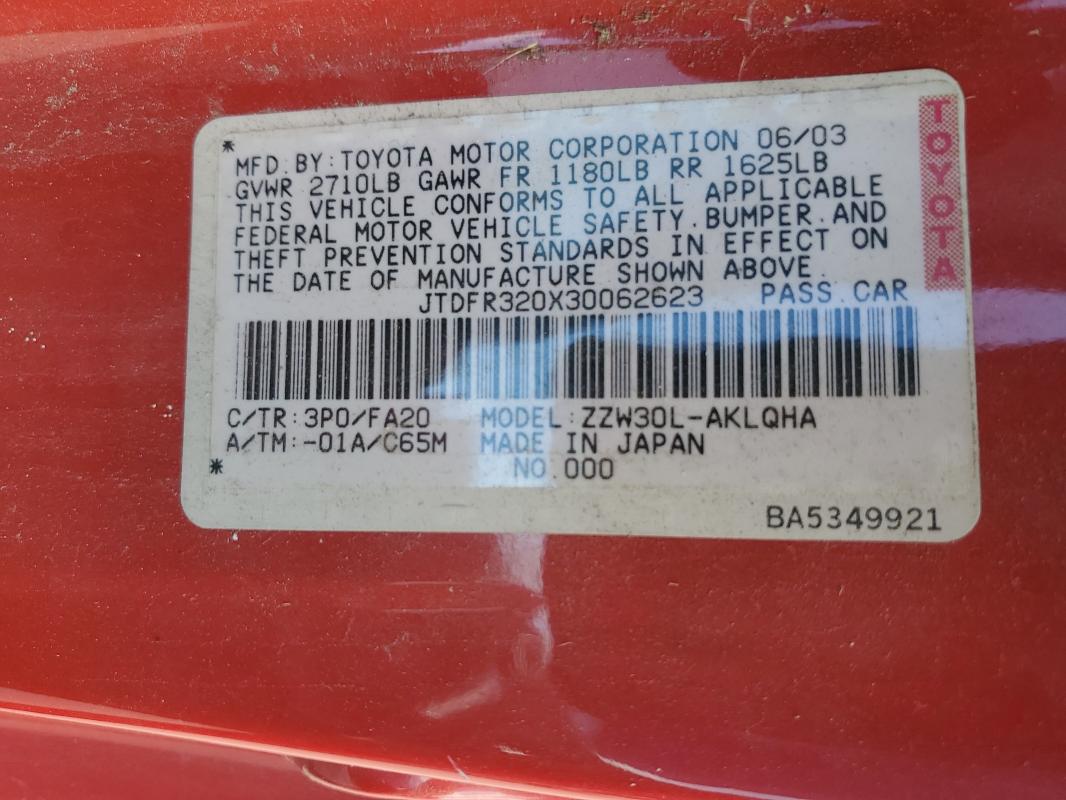 *
MFD.BY:TOYOTA MOTOR CORPORATION 06/03
GVWR 2710LB GAWR FR 1180LB RR 1625LB
THIS VEHICLE CONFORMS TO ALL APPLICABLE
FEDERAL MOTOR VEHICLE SAFETY.BUMPER.AND
THEFT PREVENTION STANDARDS IN EFFECT ON
THE DATE OF MANUFACTURE SHOWN ABOVE.
JTDFR320X30062623 PASS.CAR
C/TR:3P0/FA20 MODEL:ZZW30L-AKLQHA
A/TM:-01A/C65M MADE IN JAPAN
* NO.000
BA5349921
TOYOTA